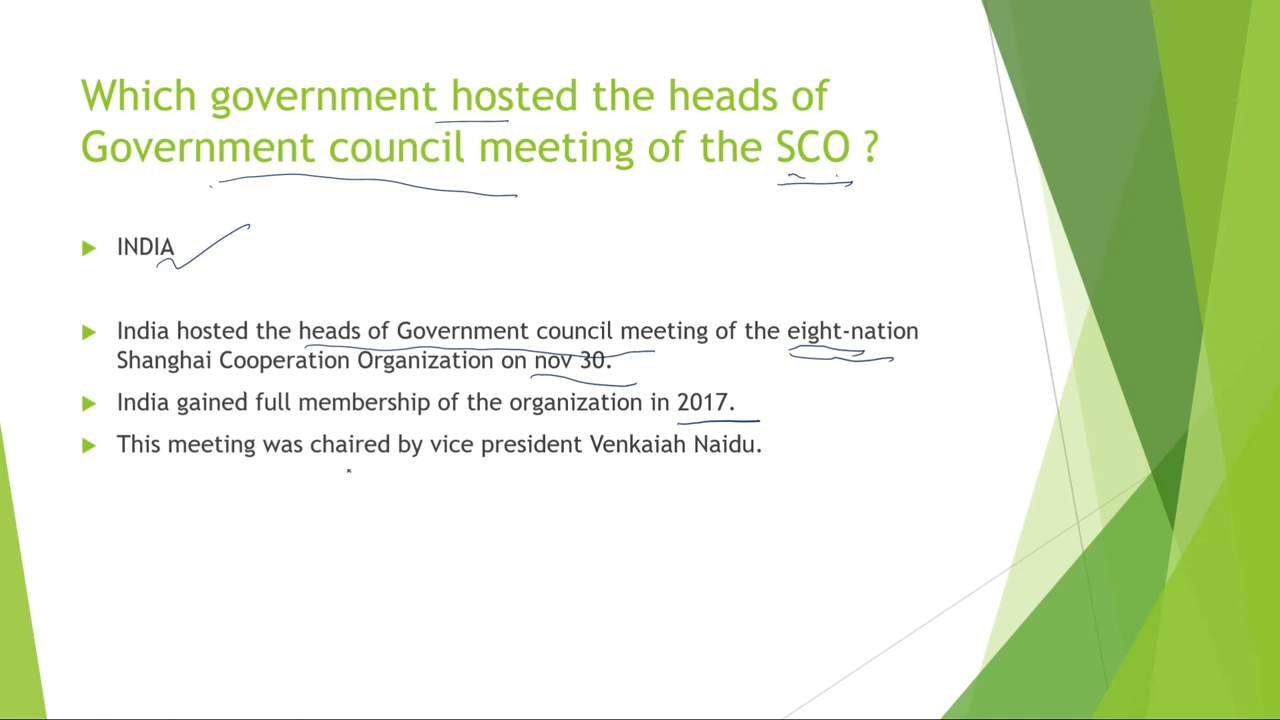 Which government hosted the heads of
Government council meeting of the SCO ?
INDIA
India hosted the heads of Government council meeting of the eight-nation
Shanghai Cooperation Organization on nov 30.
India gained full membership of the organization in 2017.
This meeting was chaired by vice president Venkaiah Naidu.